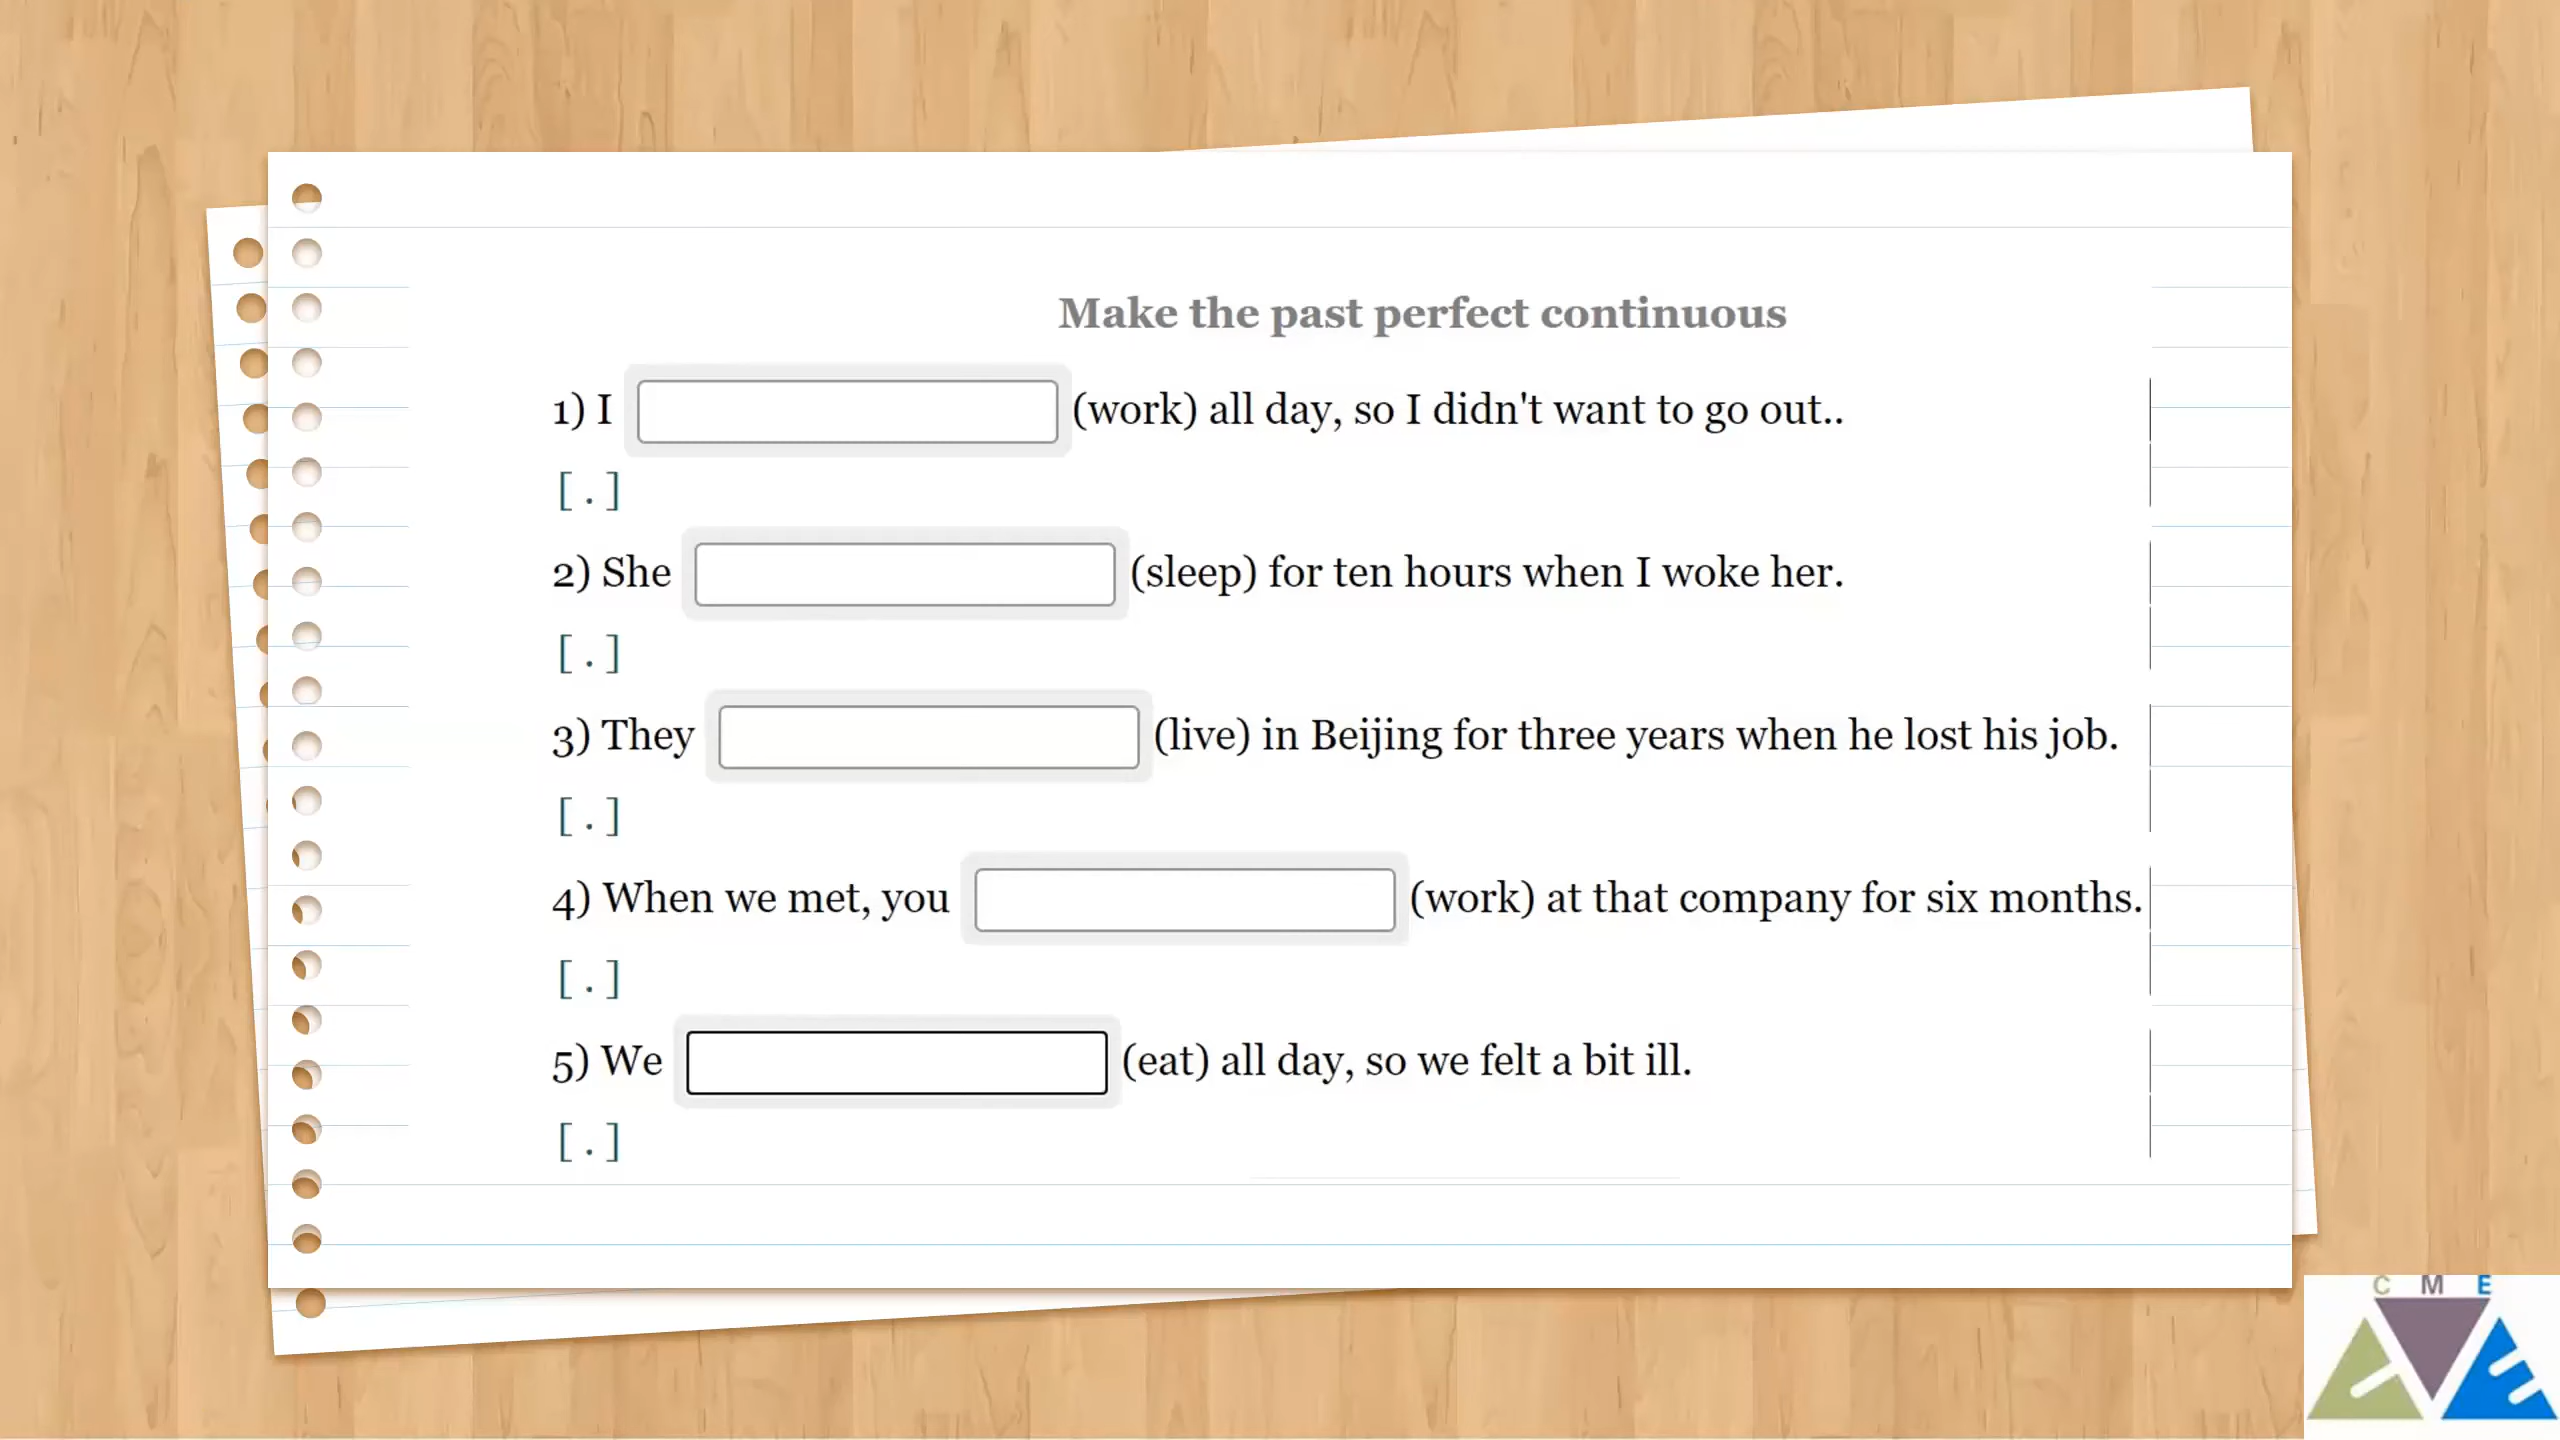 Make the past perfect continuous
1) I (work) all day, so I didn't want to go out..
[ . ]
2) She (sleep) for ten hours when I woke her.
[ . ]
3) They (live) in Beijing for three years when he lost his job.
[ . ]
4) When we met, you (work) at that company for six months.
[ . ]
5) We (eat) all day, so we felt a bit ill.
[ . ]
C M E